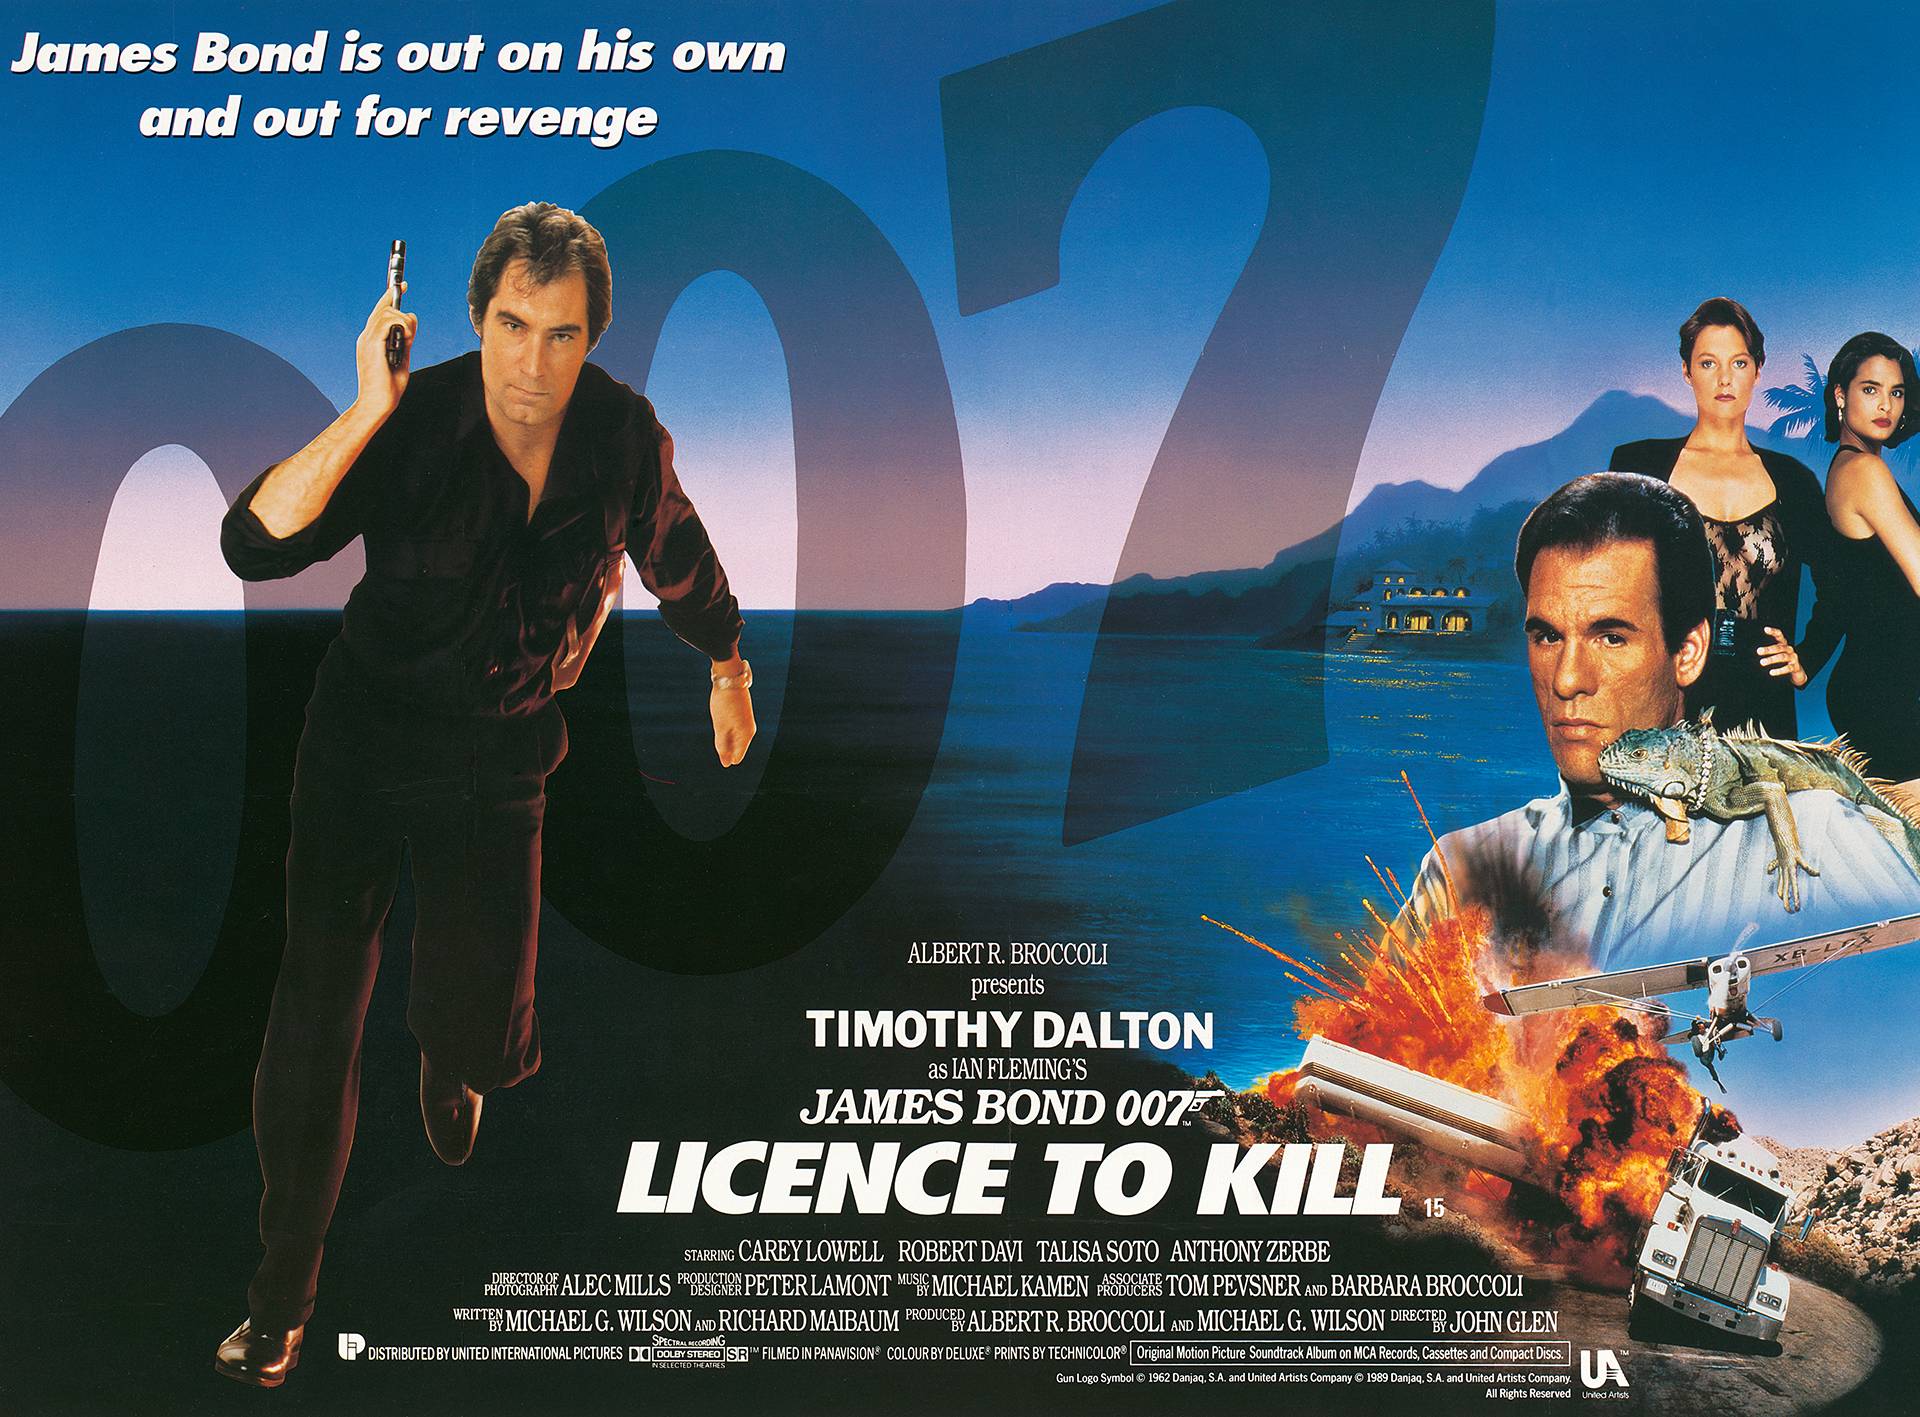 James Bond is out on his own
and out for revenge
007
XB-LOX
ALBERT R. BROCCOLI
presents
TIMOTHY DALTON
as IAN FLEMING'S
JAMES BOND 007 ™
LICENCE TO KILL 15
STARRING CAREY LOWELL ROBERT DAVI TALISA SOTO ANTHONY ZERBE
DIRECTOR OF PHOTOGRAPHY ALEC MILLS PRODUCTION DESIGNER PETER LAMONT MUSIC BY MICHAEL KAMEN ASSOCIATE PRODUCERS TOM PEVSNER AND BARBARA BROCCOLI
WRITTEN BY MICHAEL G. WILSON AND RICHARD MAIBAUM PRODUCED BY ALBERT R. BROCCOLI AND MICHAEL G. WILSON DIRECTED BY JOHN GLEN
UIP DISTRIBUTED BY UNITED INTERNATIONAL PICTURES SPECTRAL RECORDING DOLBY STEREO SR ™ IN SELECTED THEATRES FILMED IN PANAVISION® COLOUR BY DELUXE® PRINTS BY TECHNICOLOR® Original Motion Picture Soundtrack Album on MCA Records, Cassettes and Compact Discs.
Gun Logo Symbol © 1962 Danjaq, S.A. and United Artists Company © 1989 Danjaq, S.A. and United Artists Company.
All Rights Reserved
UA ™
United Artists